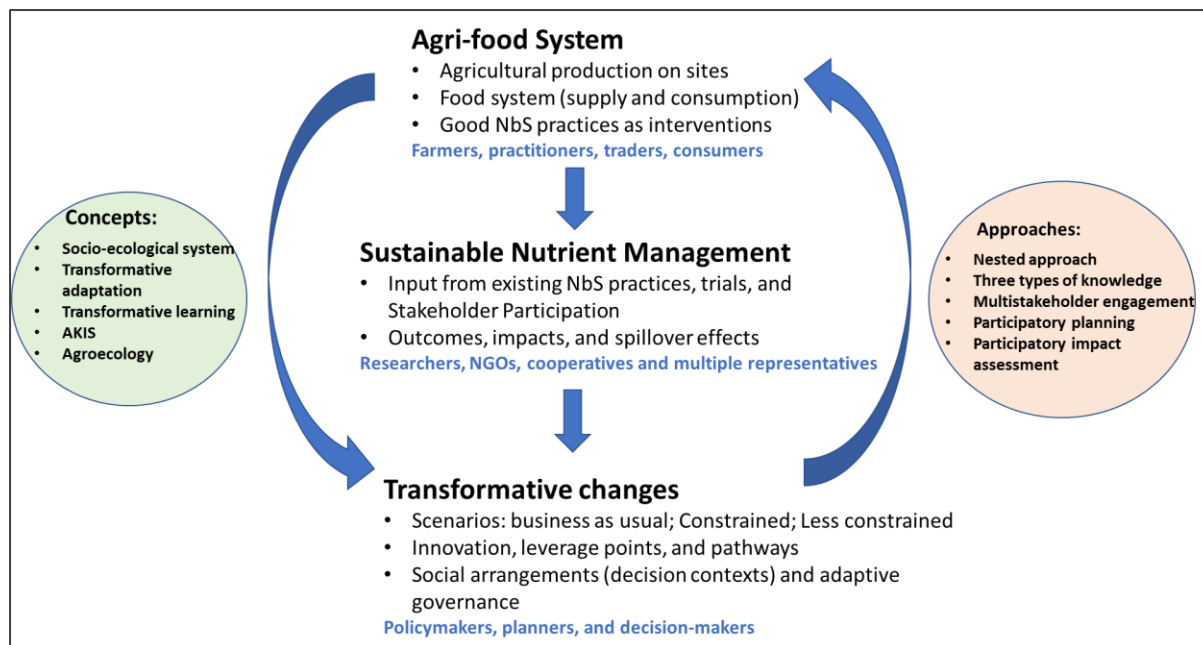 Agri-food System
• Agricultural production on sites
• Food system (supply and consumption)
• Good NbS practices as interventions
Farmers, practitioners, traders, consumers
Concepts:
• Socio-ecological system
• Transformative
adaptation
• Transformative learning
• AKIS
• Agroecology
Sustainable Nutrient Management
• Input from existing NbS practices, trials, and
Stakeholder Participation
• Outcomes, impacts, and spillover effects
Researchers, NGOs, cooperatives and multiple representatives
Approaches:
• Nested approach
• Three types of knowledge
• Multistakeholder engagement
• Participatory planning
• Participatory impact
assessment
Transformative changes
• Scenarios: business as usual; Constrained; Less constrained
• Innovation, leverage points, and pathways
• Social arrangements (decision contexts) and adaptive
governance
Policymakers, planners, and decision-makers